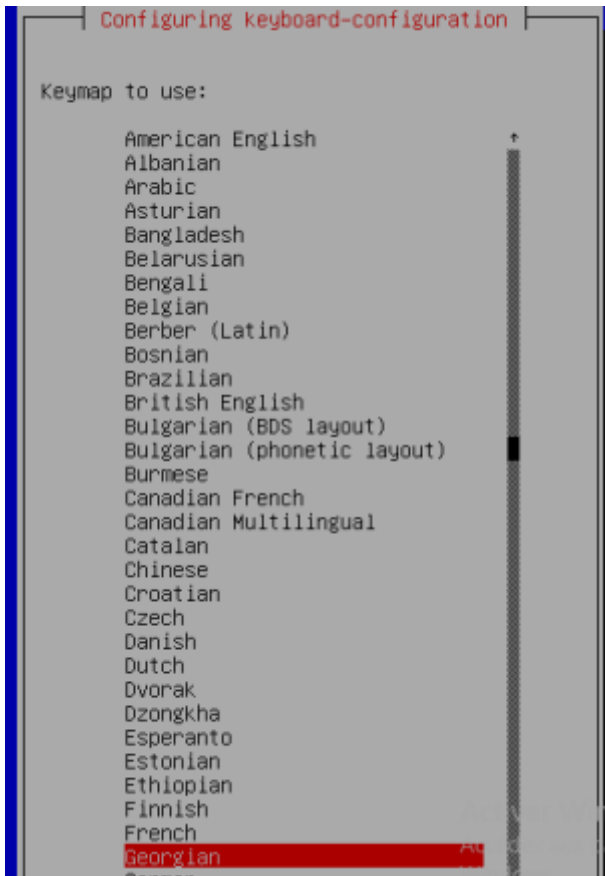 Configuring keyboard-configuration
Keymap to use:
American English
Albanian
Arabic
Asturian
Bangladesh
Belarusian
Bengali
Belgian
Berber (Latin)
Bosnian
Brazilian
British English
Bulgarian (BDS layout)
Bulgarian (phonetic layout)
Burmese
Canadian French
Canadian Multilingual
Catalan
Chinese
Croatian
Czech
Danish
Dutch
Dvorak
Dzongkha
Esperanto
Estonian
Ethiopian
Finnish
French
Georgian